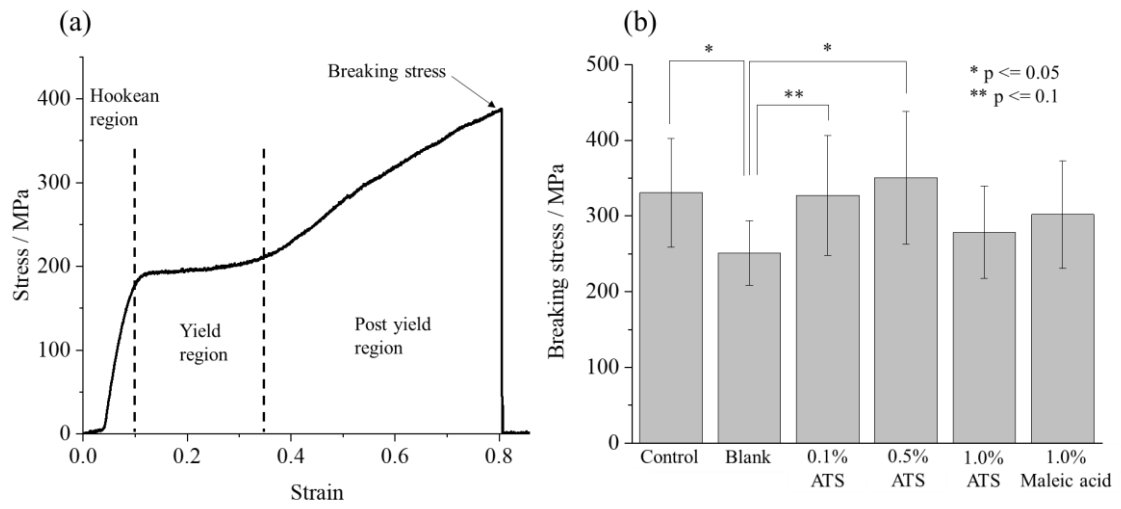 (a)
Breaking stress
Hookean
region
Yield
region
Post yield
region
Stress / MPa
400
300
200
100
0
0.0 0.2 0.4 0.6 0.8
Strain
(b)
* p <= 0.05
** p <= 0.1
*
*
**
Breaking stress / MPa
500
400
300
200
100
0
Control Blank 0.1% 0.5% 1.0% 1.0%
ATS ATS ATS Maleic acid